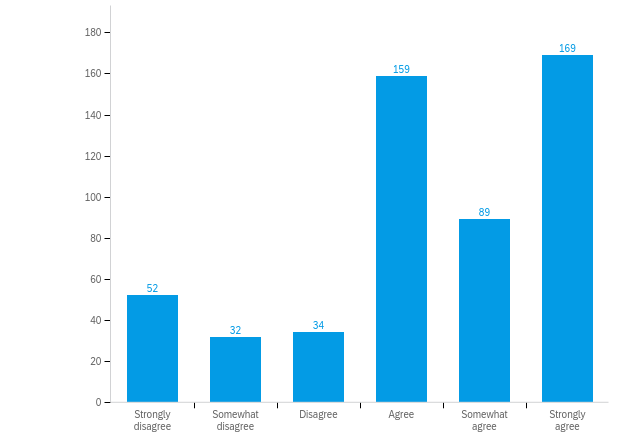 180
160
140
120
100
80
60
40
20
0
52
32
34
159
89
169
Strongly disagree
Somewhat disagree
Disagree
Agree
Somewhat agree
Strongly agree